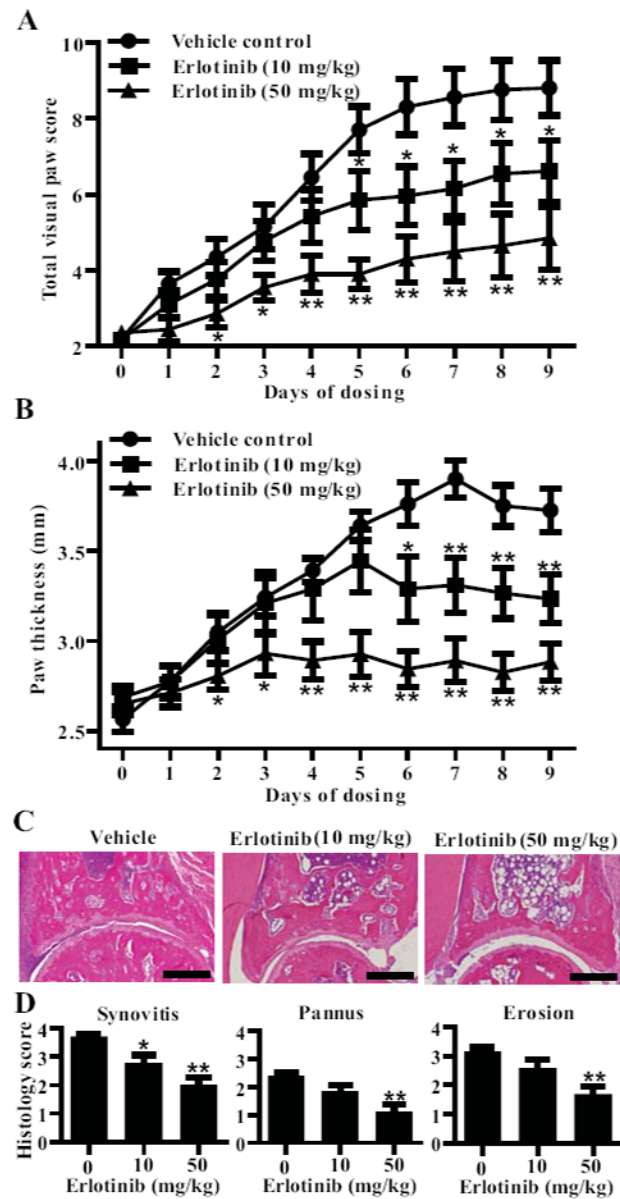 A
Vehicle control
Erlotinib (10 mg/kg)
Erlotinib (50 mg/kg)
10
8
6
4
2
Total visual paw score
* * * * *
* * ** ** ** ** ** **
0 1 2 3 4 5 6 7 8 9
Days of dosing
B
Vehicle control
Erlotinib (10 mg/kg)
Erlotinib (50 mg/kg)
4.0
3.5
3.0
2.5
Paw thickness (mm)
* ** ** **
* * ** ** ** ** ** **
0 1 2 3 4 5 6 7 8 9
Days of dosing
C
Vehicle Erlotinib (10 mg/kg) Erlotinib (50 mg/kg)
D
Histology score
Synovitis
4
3
2
1
0
* **
0 10 50
Erlotinib (mg/kg)
Pannus
4
3
2
1
0
**
0 10 50
Erlotinib (mg/kg)
Erosion
4
3
2
1
0
**
0 10 50
Erlotinib (mg/kg)